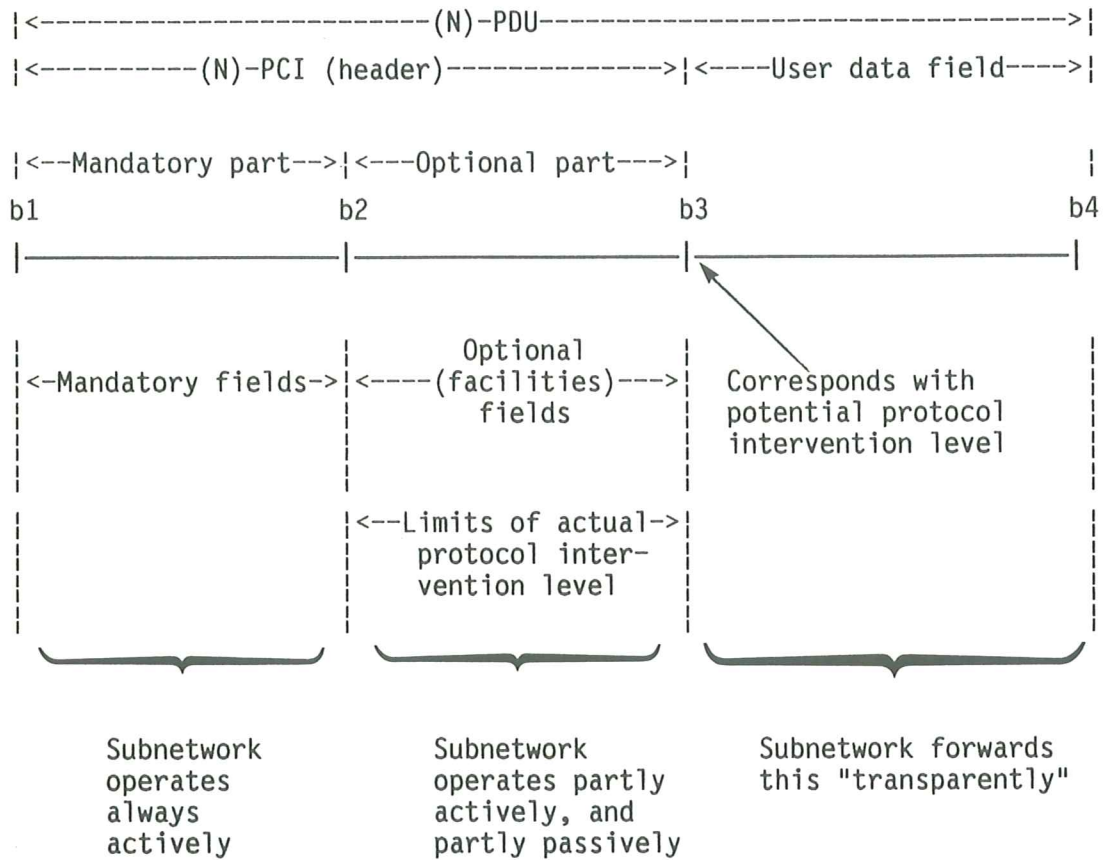 |<----------------------(N)-PDU----------------------------->|
|<----------(N)-PCI (header)-------------->|<----User data field---->|
|<--Mandatory part-->|<---Optional part--->|
b1 b2 b3 b4
Optional
|<-Mandatory fields->|<----(facilities)--->|
fields
Corresponds with
potential protocol
intervention level
|<--Limits of actual->|
protocol inter-
vention level
Subnetwork
operates
always
actively
Subnetwork
operates partly
actively, and
partly passively
Subnetwork forwards
this "transparently"